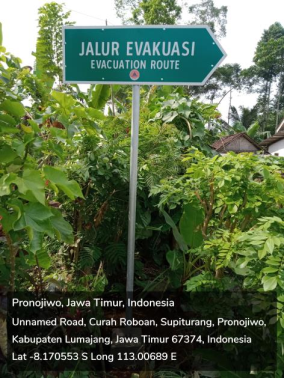 JALUR EVAKUASI
EVACUATION ROUTE
Pronojiwo, Jawa Timur, Indonesia
Unnamed Road, Curah Roboan, Supiturang, Pronojiwo,
Kabupaten Lumajang, Jawa Timur 67374, Indonesia
Lat -8.170553 S Long 113.00689 E